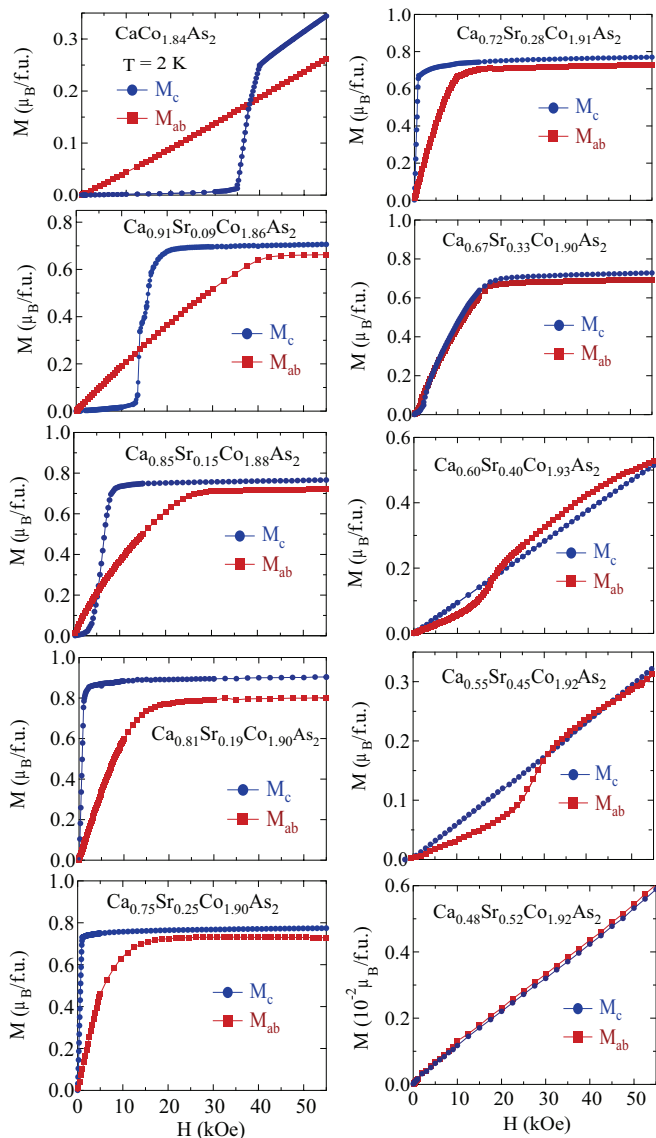 CaCo1.84As2
T = 2 K
Mc
Mab
M (μB/f.u.)
0.3
0.2
0.1
0.0
Ca0.91Sr0.09Co1.86As2
Mc
Mab
M (μB/f.u.)
0.8
0.6
0.4
0.2
0.0
Ca0.85Sr0.15Co1.88As2
Mc
Mab
M (μB/f.u.)
1.0
0.8
0.6
0.4
0.2
0.0
Ca0.81Sr0.19Co1.90As2
Mc
Mab
M (μB/f.u.)
1.0
0.8
0.6
0.4
0.2
0.0
Ca0.75Sr0.25Co1.90As2
Mc
Mab
M (μB/f.u.)
1.0
0.8
0.6
0.4
0.2
0.0
0 10 20 30 40 50
H (kOe)
Ca0.72Sr0.28Co1.91As2
Mc
Mab
M (μB/f.u.)
1.0
0.8
0.6
0.4
0.2
0.0
Ca0.67Sr0.33Co1.90As2
Mc
Mab
M (μB/f.u.)
1.0
0.8
0.6
0.4
0.2
0.0
Ca0.60Sr0.40Co1.93As2
Mc
Mab
M (μB/f.u.)
0.6
0.4
0.2
0.0
Ca0.55Sr0.45Co1.92As2
Mc
Mab
M (μB/f.u.)
0.3
0.2
0.1
0.0
0 10 20 30 40 50
Ca0.48Sr0.52Co1.92As2
Mc
Mab
M (10-2 μB/f.u.)
0.6
0.4
0.2
0.0
0 10 20 30 40 50
H (kOe)